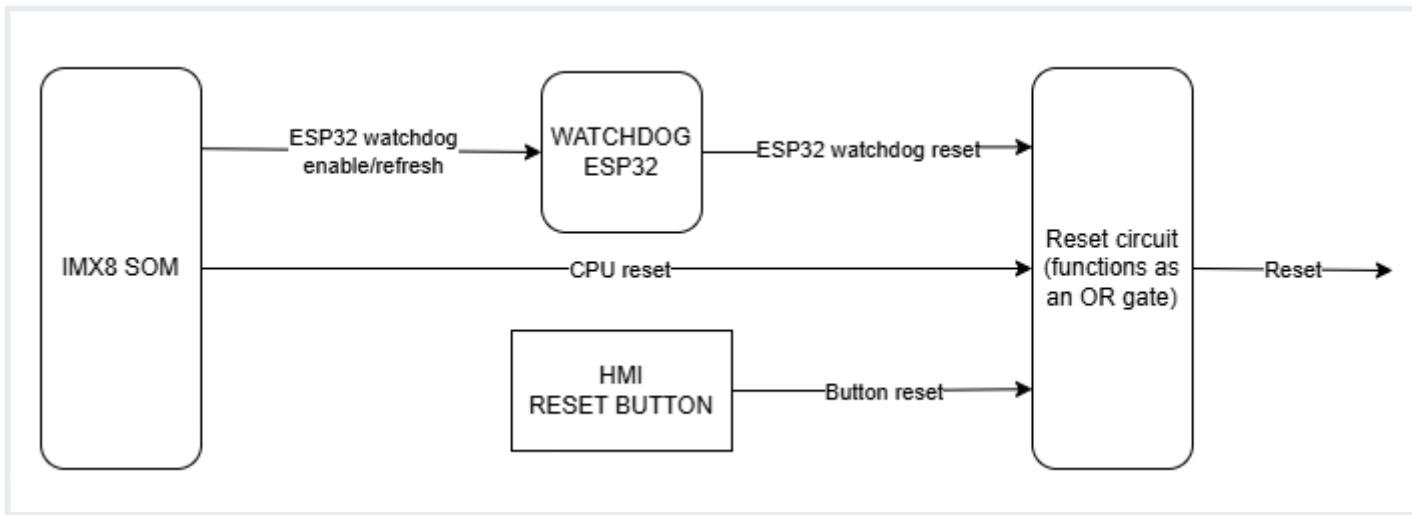 IMX8 SOM
ESP32 watchdog
enable/refresh
WATCHDOG
ESP32
ESP32 watchdog reset
CPU reset
HMI
RESET BUTTON
Button reset
Reset circuit
(functions as
an OR gate)
Reset